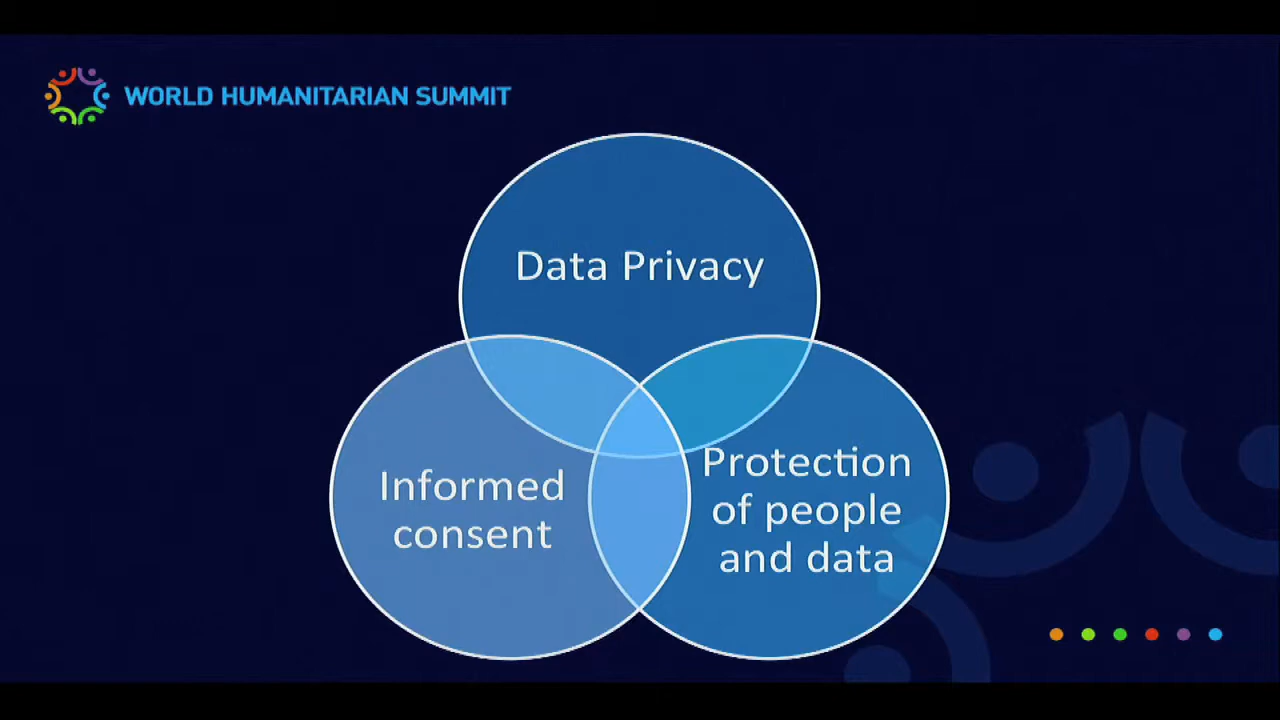 WORLD HUMANITARIAN SUMMIT
Data Privacy
Informed
consent
Protection
of people
and data